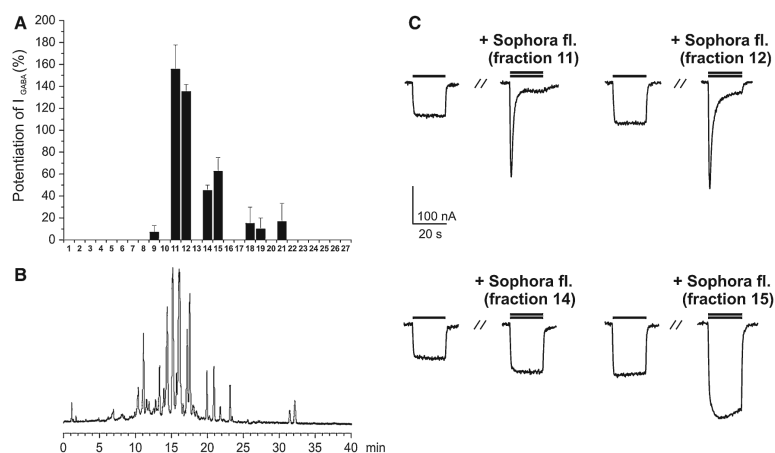 A
Potentiation of I GABA (%)
200
180
160
140
120
100
80
60
40
20
0
1 2 3 4 5 6 7 8 9 10 11 12 13 14 15 16 17 18 19 20 21 22 23 24 25 26 27
B
0 5 10 15 20 25 30 35 40 min
C
+ Sophora fl.
(fraction 11)
//
+ Sophora fl.
(fraction 12)
//
100 nA
20 s
+ Sophora fl.
(fraction 14)
//
+ Sophora fl.
(fraction 15)
//